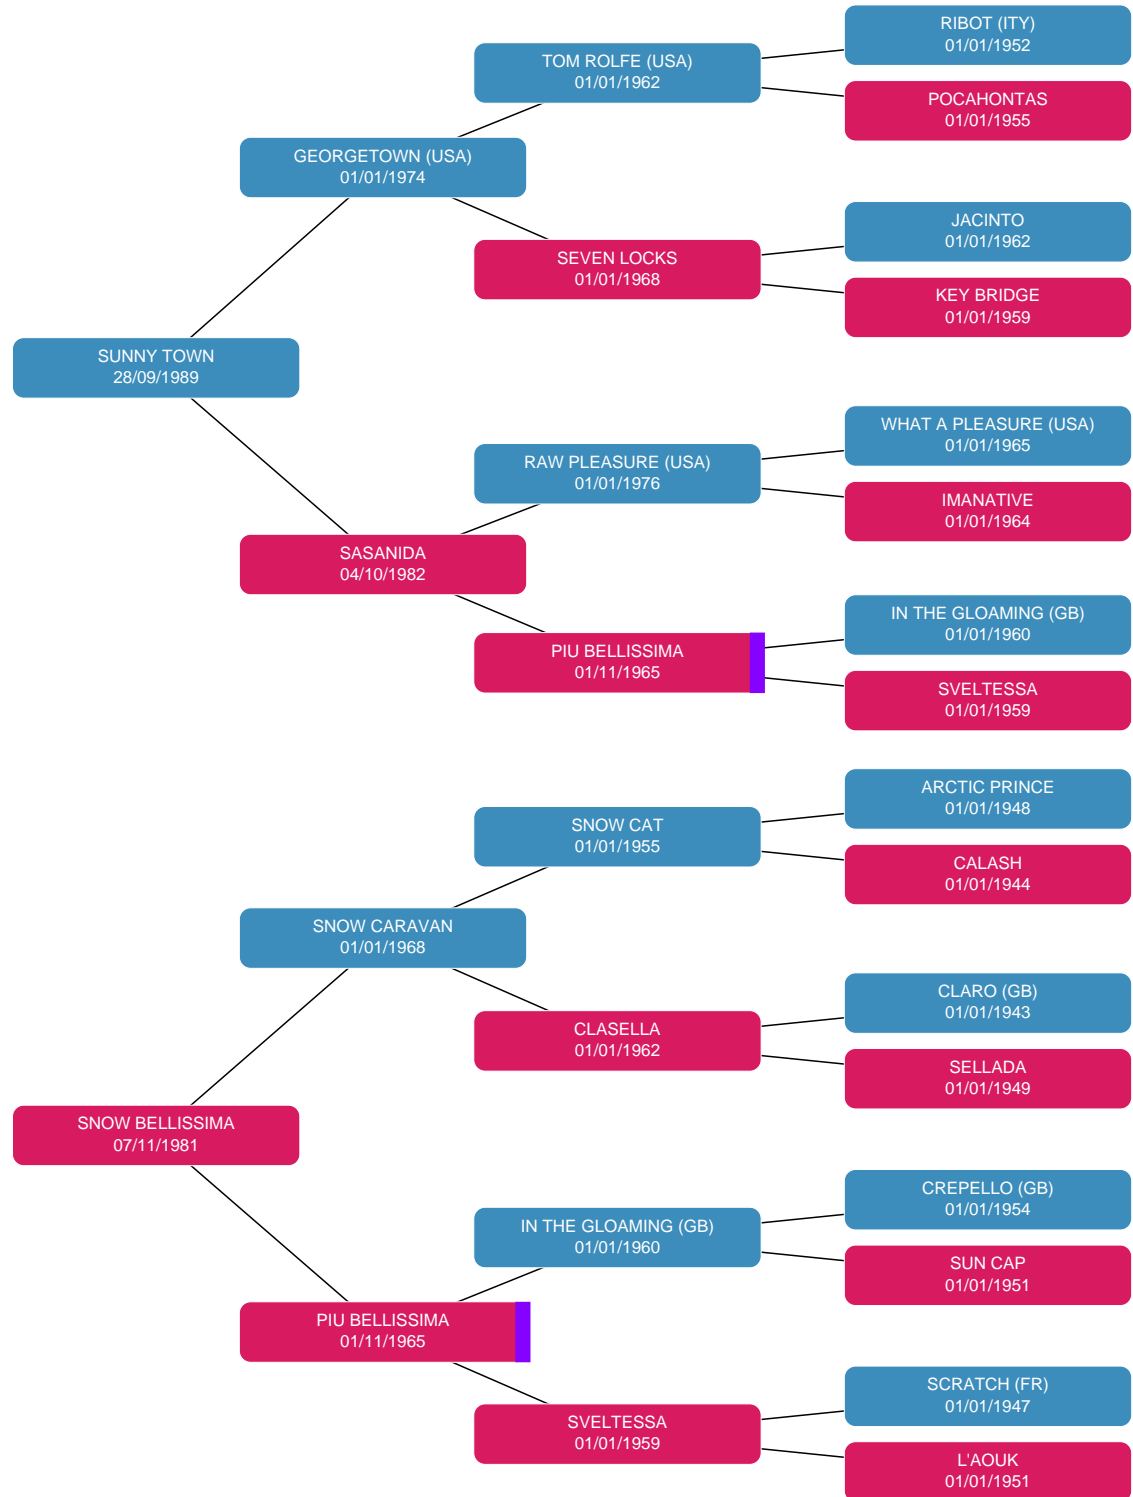 RIBOT (ITY)
01/01/1952
TOM ROLFE (USA)
01/01/1962
POCAHONTAS
01/01/1955
GEORGETOWN (USA)
01/01/1974
JACINTO
01/01/1962
SEVEN LOCKS
01/01/1968
KEY BRIDGE
01/01/1959
SUNNY TOWN
28/09/1989
WHAT A PLEASURE (USA)
01/01/1965
RAW PLEASURE (USA)
01/01/1976
IMANATIVE
01/01/1964
SASANIDA
04/10/1982
IN THE GLOAMING (GB)
01/01/1960
PIU BELLISSIMA
01/11/1965
SVELTESSA
01/01/1959
ARCTIC PRINCE
01/01/1948
SNOW CAT
01/01/1955
CALASH
01/01/1944
SNOW CARAVAN
01/01/1968
CLARO (GB)
01/01/1943
CLASELLA
01/01/1962
SELLADA
01/01/1949
SNOW BELLISSIMA
07/11/1981
CREPELLO (GB)
01/01/1954
IN THE GLOAMING (GB)
01/01/1960
SUN CAP
01/01/1951
PIU BELLISSIMA
01/11/1965
SCRATCH (FR)
01/01/1947
SVELTESSA
01/01/1959
L'AOUK
01/01/1951